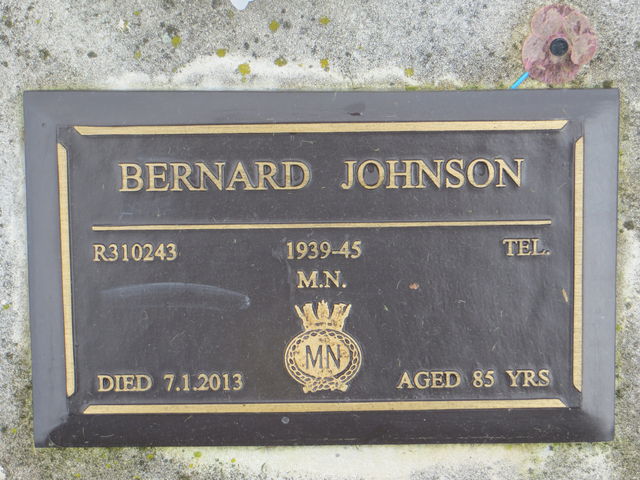 BERNARD JOHNSON
R310243 1939-45 TEL.
M.N.
MN
DIED 7.1.2013 AGED 85 YRS